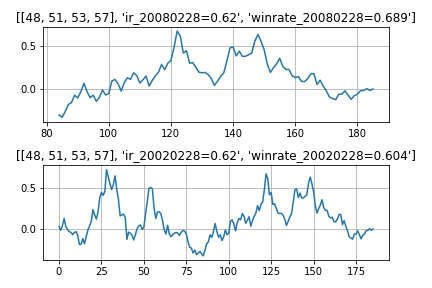 [[48, 51, 53, 57], 'ir_20080228=0.62', 'winrate_20080228=0.689']
0.5
0.0
80 100 120 140 160 180
[[48, 51, 53, 57], 'ir_20020228=0.62', 'winrate_20020228=0.604']
0.5
0.0
0 25 50 75 100 125 150 175